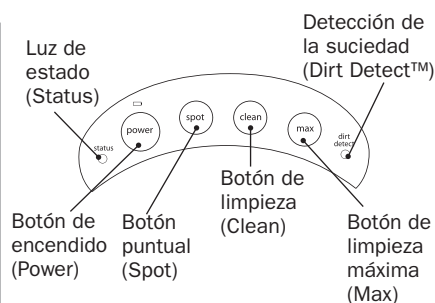 Luz de
estado
(Status)
Detección de
la suciedad
(Dirt Detect™)
status
power
spot
clean
max
dirt
detect
Botón de
encendido
(Power)
Botón
puntual
(Spot)
Botón de
limpieza
(Clean)
Botón de
limpieza
máxima
(Max)